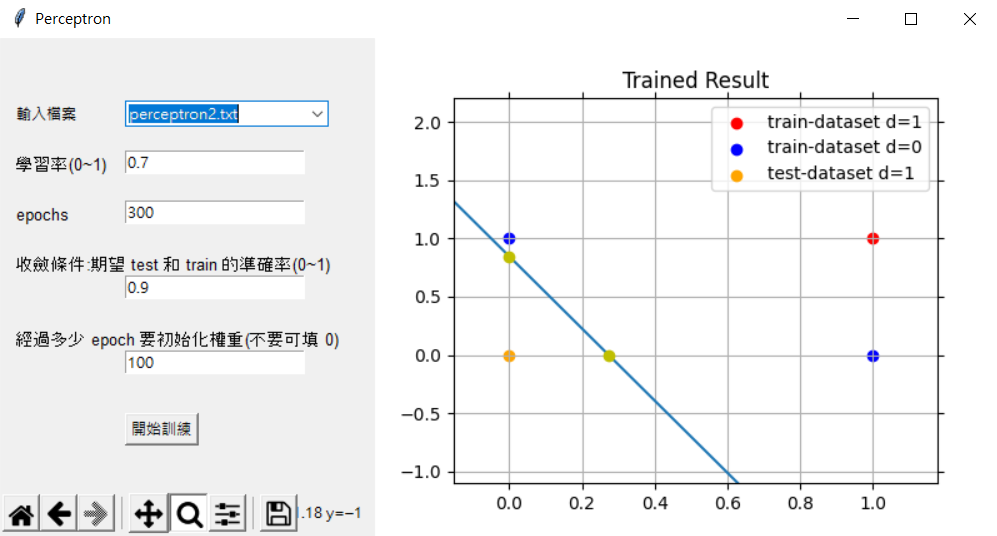 Perceptron
輸入檔案
perceptron2.txt
學習率(0~1)
0.7
epochs
300
收斂條件:期望 test 和 train 的準確率(0~1)
0.9
經過多少 epoch 要初始化權重(不要可填 0)
100
開始訓練
.18 y=−1
Trained Result
train-dataset d=1
train-dataset d=0
test-dataset d=1
2.0
1.5
1.0
0.5
0.0
−0.5
−1.0
0.0 0.2 0.4 0.6 0.8 1.0